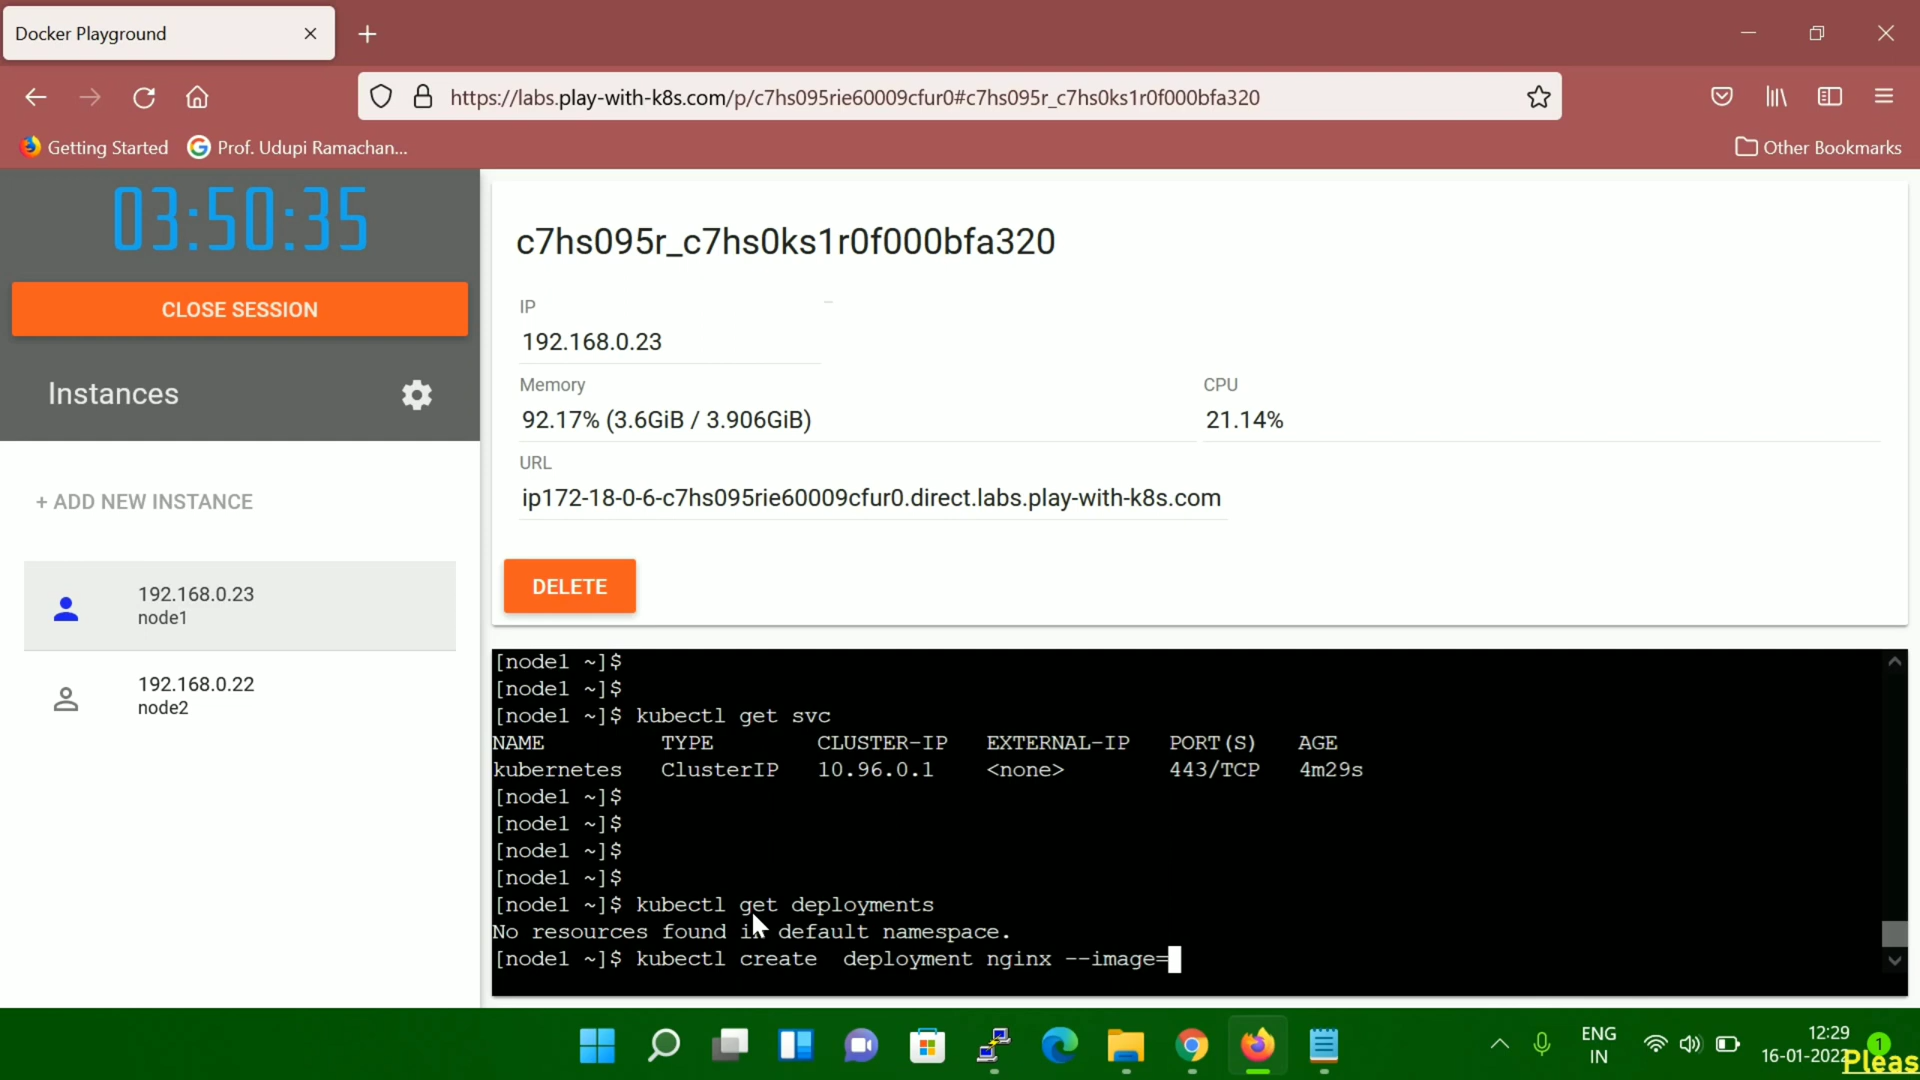 Docker Playground
https://labs.play-with-k8s.com/p/c7hs095rie60009cfur0#c7hs095r_c7hs0ks1r0f000bfa320
Getting Started
Prof. Udupi Ramachan...
Other Bookmarks
03:50:35
CLOSE SESSION
Instances
+ ADD NEW INSTANCE
192.168.0.23
node1
192.168.0.22
node2
c7hs095r_c7hs0ks1r0f000bfa320
IP
192.168.0.23
Memory
92.17% (3.6GiB / 3.906GiB)
CPU
21.14%
URL
ip172-18-0-6-c7hs095rie60009cfur0.direct.labs.play-with-k8s.com
DELETE
[node1 ~]$
[node1 ~]$
[node1 ~]$ kubectl get svc
NAME TYPE CLUSTER-IP EXTERNAL-IP PORT(S) AGE
kubernetes ClusterIP 10.96.0.1 <none> 443/TCP 4m29s
[node1 ~]$
[node1 ~]$
[node1 ~]$
[node1 ~]$
[node1 ~]$ kubectl get deployments
No resources found in default namespace.
[node1 ~]$ kubectl create  deployment nginx --image=
ENG
IN
12:29
16-01-2022
1
Pleas